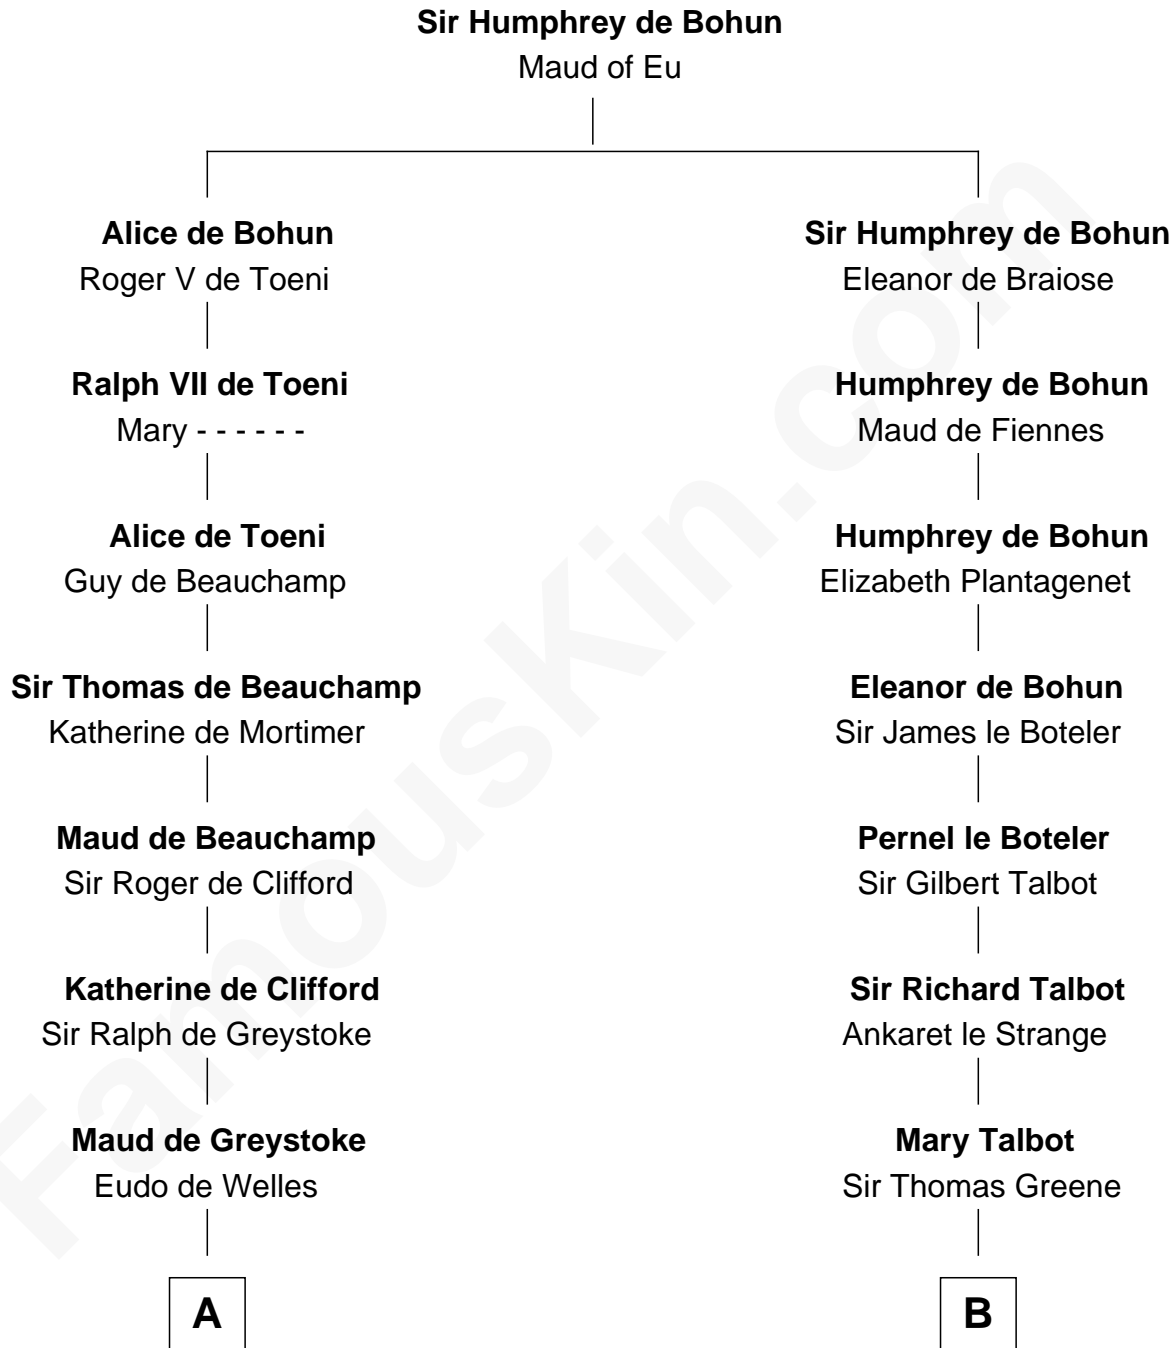 Sir Humphrey de Bohun
Maud of Eu
Alice de Bohun
Roger V de Toeni
Sir Humphrey de Bohun
Eleanor de Braiose
Ralph VII de Toeni
Mary - - - - - -
Humphrey de Bohun
Maud de Fiennes
Alice de Toeni
Guy de Beauchamp
Humphrey de Bohun
Elizabeth Plantagenet
Sir Thomas de Beauchamp
Katherine de Mortimer
Eleanor de Bohun
Sir James le Boteler
Maud de Beauchamp
Sir Roger de Clifford
Pernel le Boteler
Sir Gilbert Talbot
Katherine de Clifford
Sir Ralph de Greystoke
Sir Richard Talbot
Ankaret le Strange
Maud de Greystoke
Eudo de Welles
Mary Talbot
Sir Thomas Greene
A
B
FamousKin.com